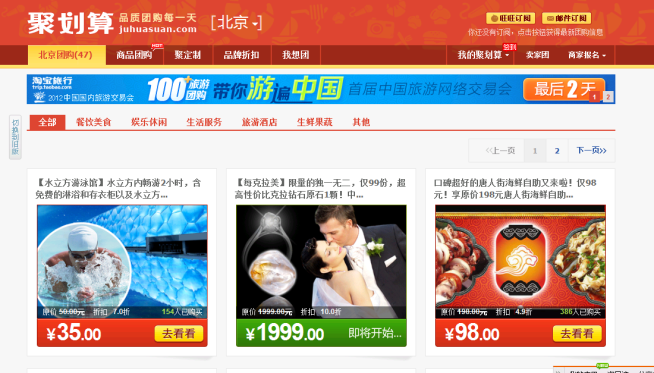 聚划算
品质团购每一天
juhuasuan.com
[北京]
旺旺订阅
邮件订阅
你还没有订阅，点击按钮获得最新团购信息
北京团购(47)
商品团购
聚定制
品牌折扣
我想团
我的聚划算
签到
卖家团
商家报名
淘宝旅行
trip.taobao.com
2012中国国内旅游交易会
100+旅游团购
带你游遍中国
首届中国旅游网络交易会
最后2天
1
2
全部
餐饮美食
娱乐休闲
生活服务
旅游酒店
生鲜果蔬
其他
上一页
1
2
下一页
【水立方游泳馆】水立方内畅游2小时，含
免费的淋浴和存衣柜以及水立方...
原价 50.00元 折扣 7.0折 154人已购买
¥35.00
去看看
【每克拉美】限量的独一无二，仅99份，超
高性价比克拉钻石原石1颗！中...
原价 1999.00元 折扣 10.0折
¥1999.00
即将开始...
口碑超好的唐人街海鲜自助又来啦！仅98
元！享原价198元唐人街海鲜自助...
原价 198.00元 折扣 4.9折 386人已购买
¥98.00
去看看